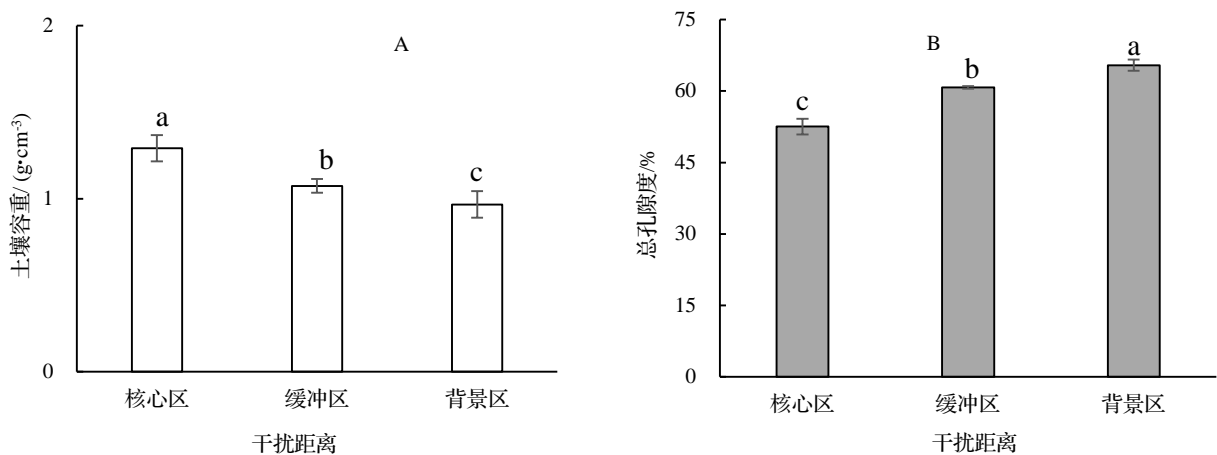 2
1
0
土壤容重/(g•cm-3)
A
a
b
c
核心区 缓冲区 背景区
干扰距离
75
60
45
30
15
0
总孔隙度/%
B
c
b
a
核心区 缓冲区 背景区
干扰距离